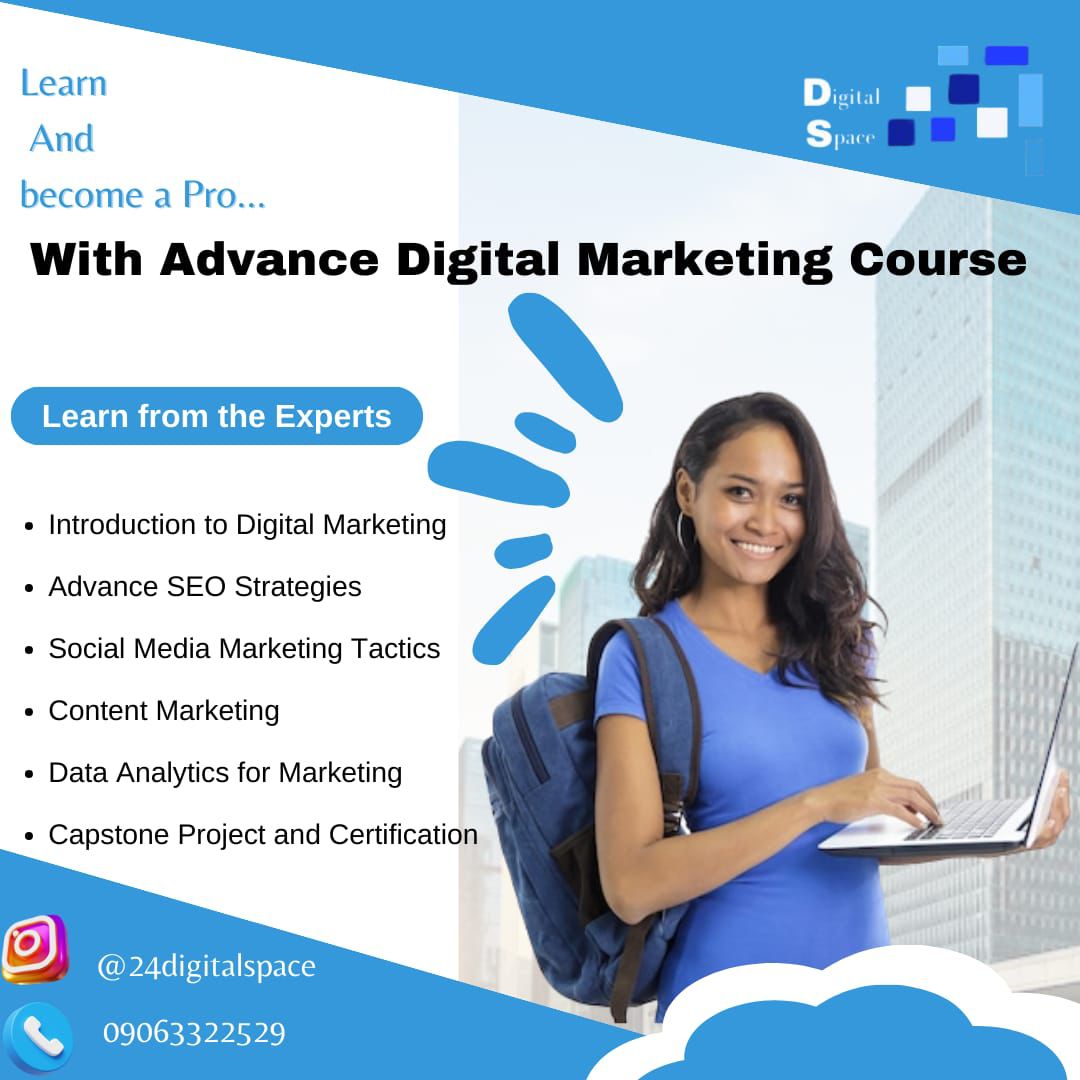 Learn
And
become a Pro...
Digital
Space
With Advance Digital Marketing Course
Learn from the Experts
• Introduction to Digital Marketing
• Advance SEO Strategies
• Social Media Marketing Tactics
• Content Marketing
• Data Analytics for Marketing
• Capstone Project and Certification
@24digitalspace
09063322529